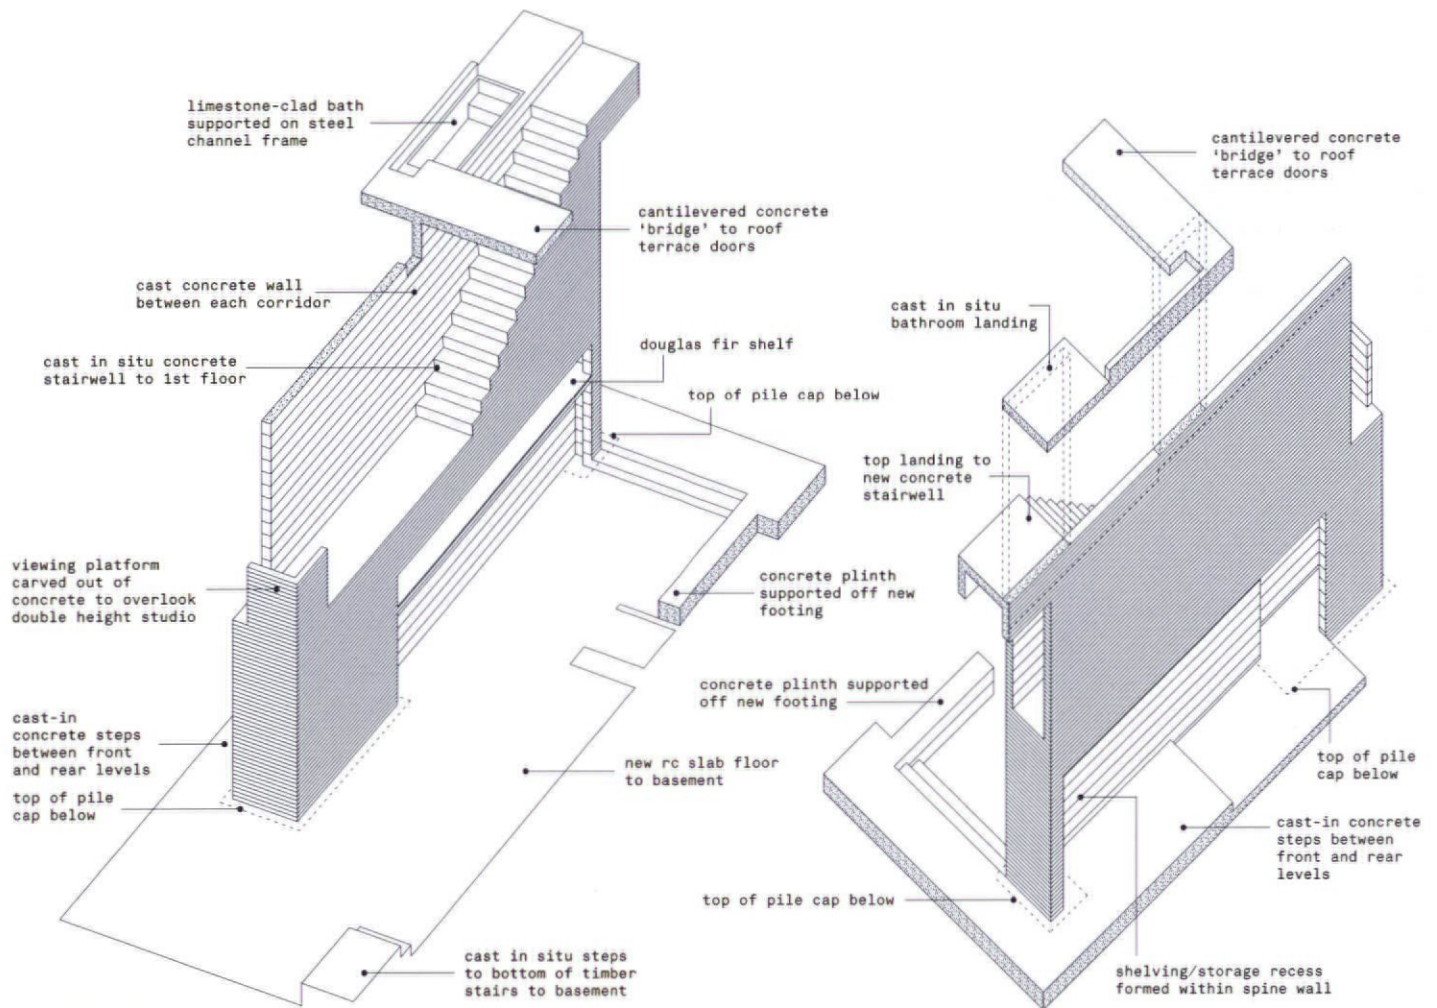 limestone-clad bath
supported on steel
channel frame
cantilevered concrete
‘bridge’ to roof
terrace doors
cast concrete wall
between each corridor
cast in situ concrete
stairwell to 1st floor
douglas fir shelf
top of pile cap below
viewing platform
carved out of
concrete to overlook
double height studio
concrete plinth
supported off new
footing
cast-in
concrete steps
between front
and rear levels
top of pile
cap below
new rc slab floor
to basement
cast in situ steps
to bottom of timber
stairs to basement
cantilevered concrete
‘bridge’ to roof
terrace doors
cast in situ
bathroom landing
top landing to
new concrete
stairwell
concrete plinth supported
off new footing
top of pile
cap below
cast-in concrete
steps between
front and rear
levels
top of pile cap below
shelving/storage recess
formed within spine wall